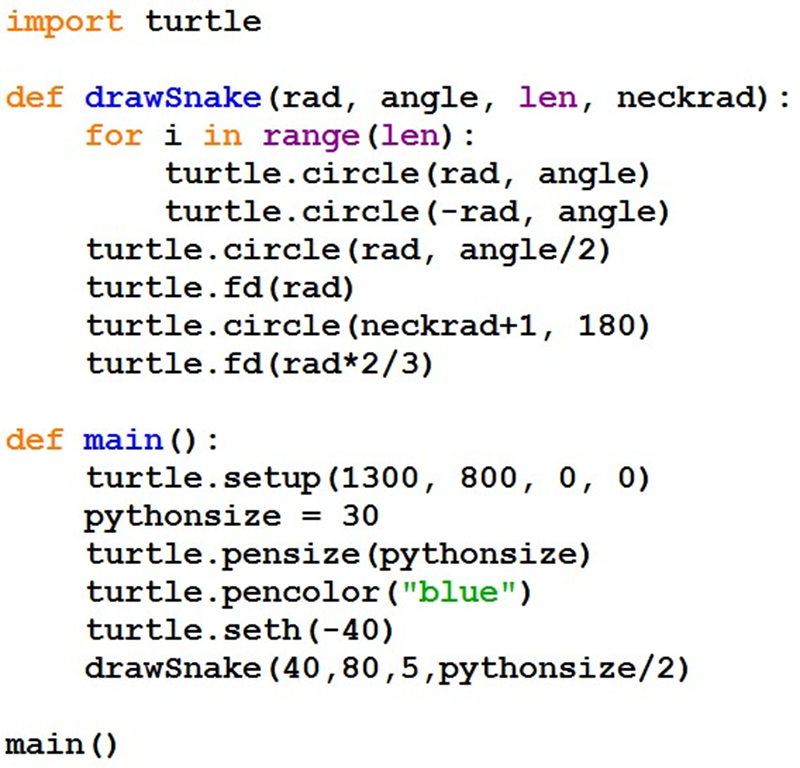 import turtle

def drawSnake(rad, angle, len, neckrad):
    for i in range(len):
        turtle.circle(rad, angle)
        turtle.circle(-rad, angle)
    turtle.circle(rad, angle/2)
    turtle.fd(rad)
    turtle.circle(neckrad+1, 180)
    turtle.fd(rad*2/3)

def main():
    turtle.setup(1300, 800, 0, 0)
    pythonsize = 30
    turtle.pensize(pythonsize)
    turtle.pencolor("blue")
    turtle.seth(-40)
    drawSnake(40,80,5,pythonsize/2)

main()